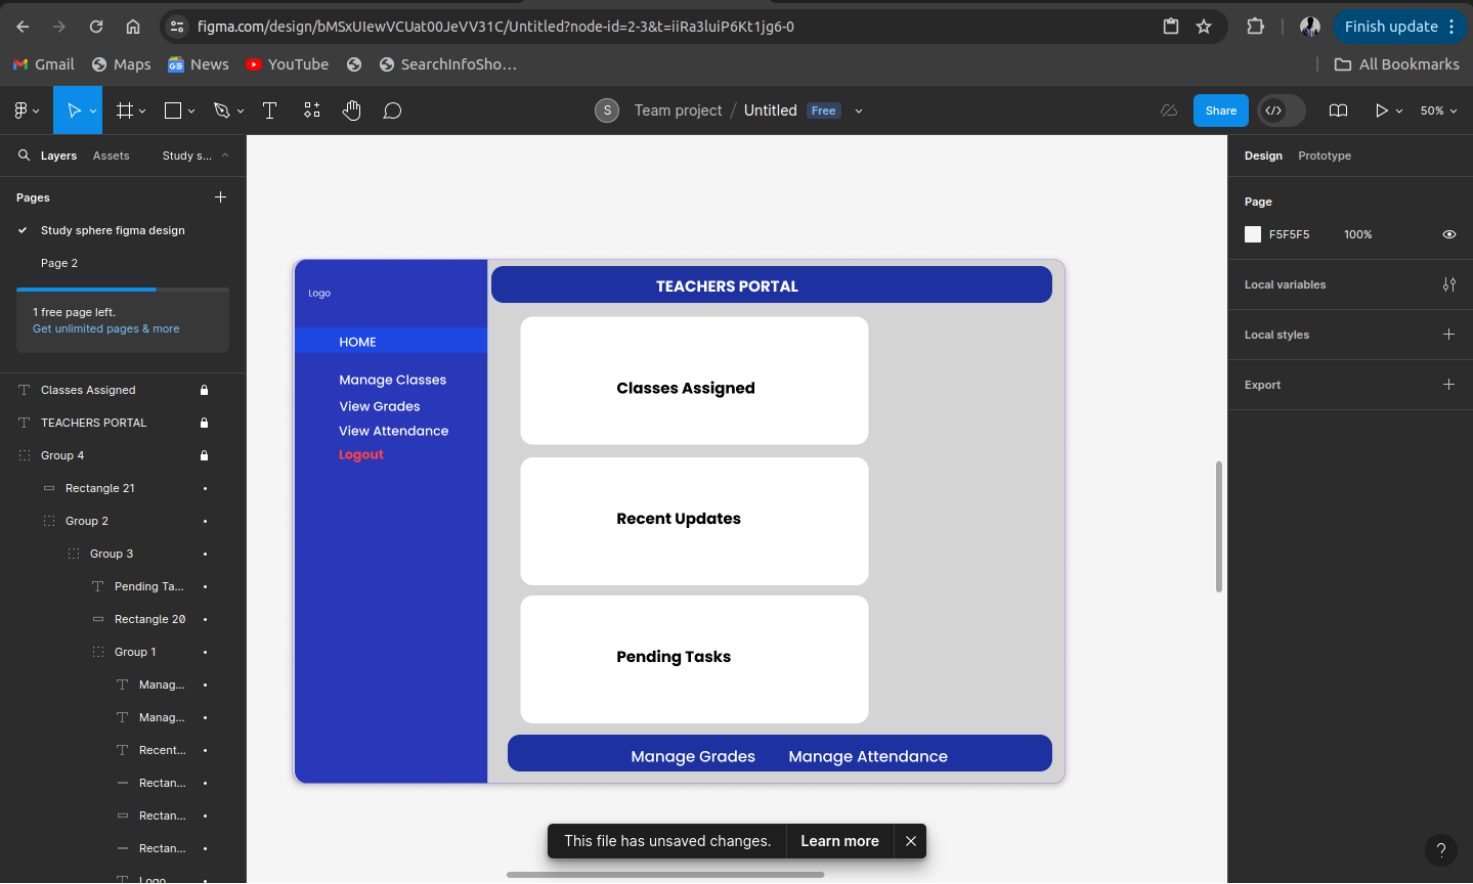 figma.com/design/bMSxUIewVCUat00JeVV31C/Untitled?node-id=2-3&t=iiRa3luiP6Kt1jg6-0
Finish update
Gmail
Maps
News
YouTube
SearchInfoSho...
All Bookmarks
S
Team project / Untitled
Free
Share
50%
Layers
Assets
Study s...
Design
Prototype
Pages
Study sphere figma design
Page 2
1 free page left.
Get unlimited pages & more
Classes Assigned
TEACHERS PORTAL
Group 4
Rectangle 21
Group 2
Group 3
Pending Ta...
Rectangle 20
Group 1
Manag...
Manag...
Recent...
Rectan...
Rectan...
Rectan...
Logo
Logo
HOME
Manage Classes
View Grades
View Attendance
Logout
TEACHERS PORTAL
Classes Assigned
Recent Updates
Pending Tasks
Manage Grades
Manage Attendance
This file has unsaved changes.
Learn more
Page
F5F5F5
100%
Local variables
Local styles
Export
?